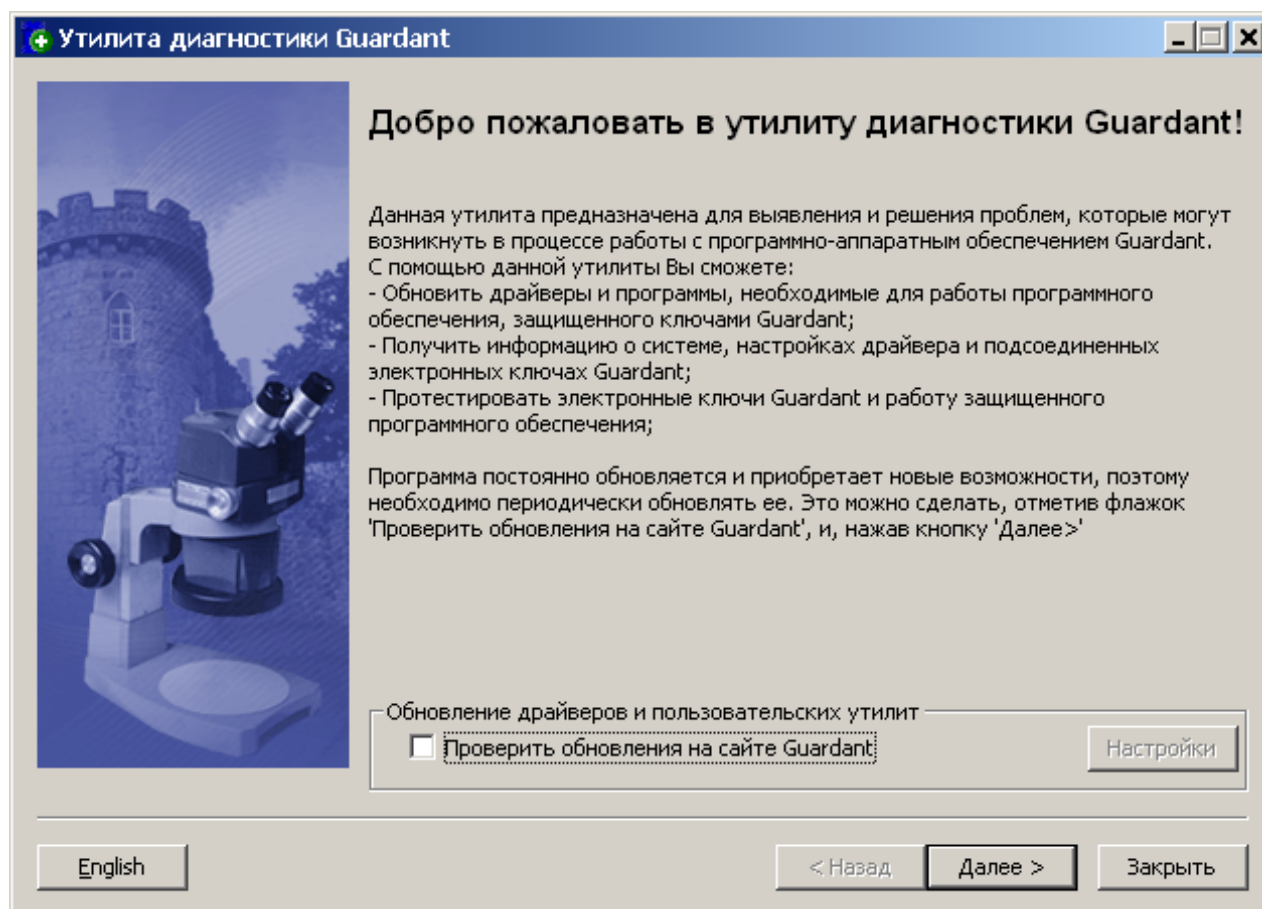 Утилита диагностики Guardant
Добро пожаловать в утилиту диагностики Guardant!
Данная утилита предназначена для выявления и решения проблем, которые могут
возникнуть в процессе работы с программно-аппаратным обеспечением Guardant.
С помощью данной утилиты Вы сможете:
- Обновить драйверы и программы, необходимые для работы программного
обеспечения, защищенного ключами Guardant;
- Получить информацию о системе, настройках драйвера и подсоединенных
электронных ключах Guardant;
- Протестировать электронные ключи Guardant и работу защищенного
программного обеспечения;
Программа постоянно обновляется и приобретает новые возможности, поэтому
необходимо периодически обновлять ее. Это можно сделать, отметив флажок
'Проверить обновления на сайте Guardant', и, нажав кнопку 'Далее>'
Обновление драйверов и пользовательских утилит
Проверить обновления на сайте Guardant
Настройки
English
< Назад
Далее >
Закрыть